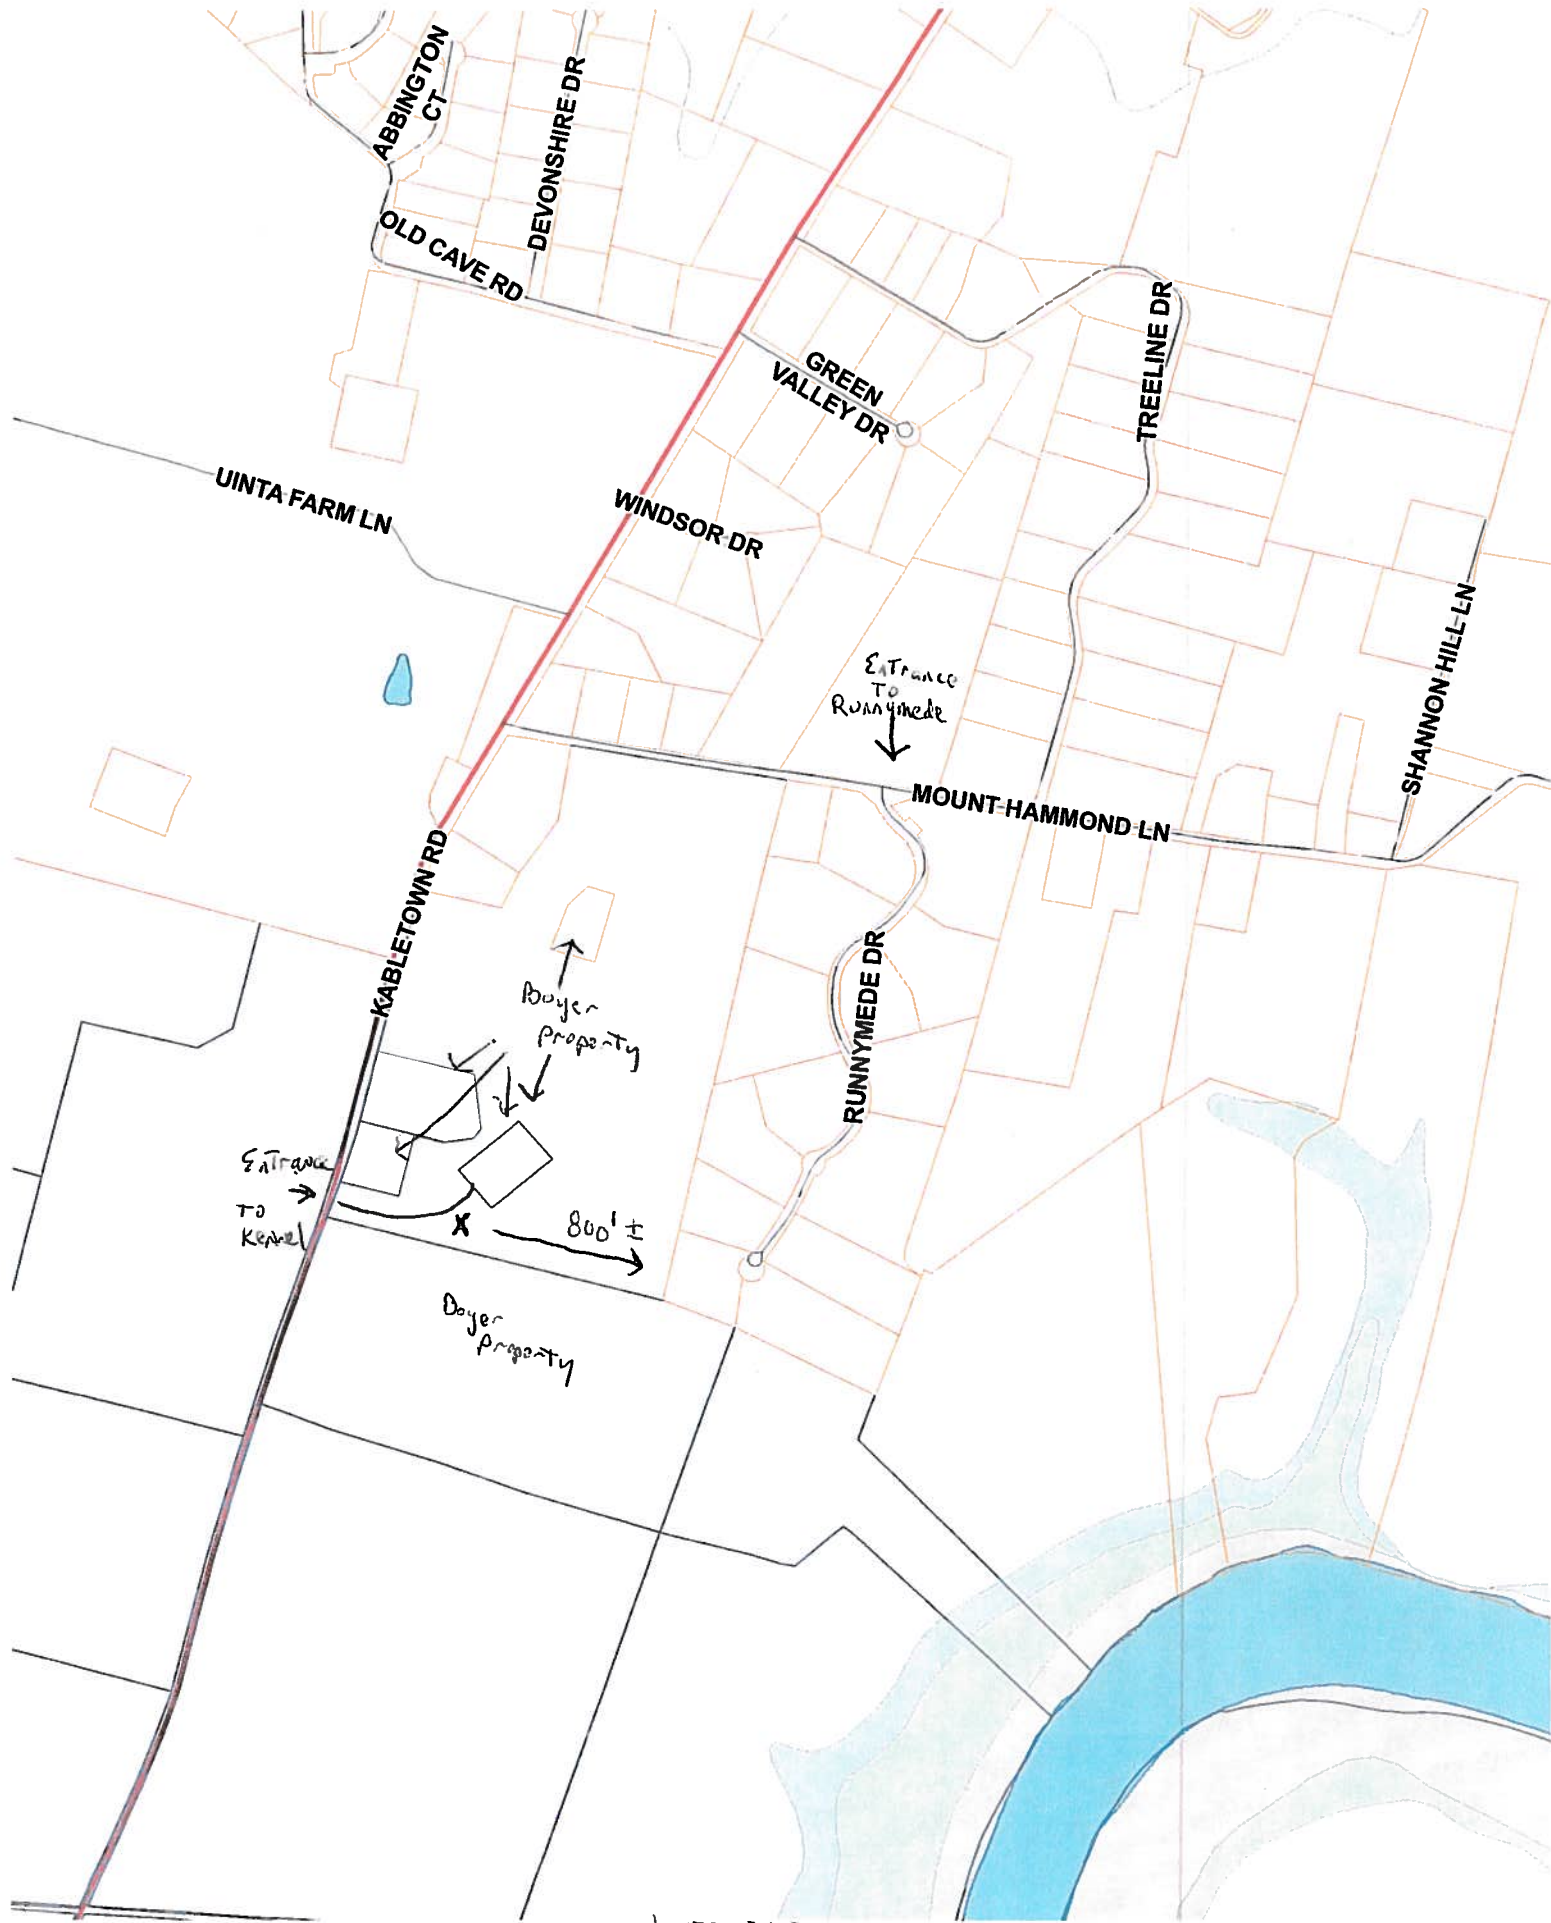 ABBINGTON
CT
DEVONSHIRE DR
OLD CAVE RD
TREELINE DR
GREEN
VALLEY DR
UINTA FARM LN
WINDSOR DR
SHANNON HILL LN
Entrance
To
Runnymede
MOUNT HAMMOND LN
KABLETOWN RD
RUNNYMEDE DR
Boyer
property
Entrance
To
Kennel
X
800' ±
Boyer
property